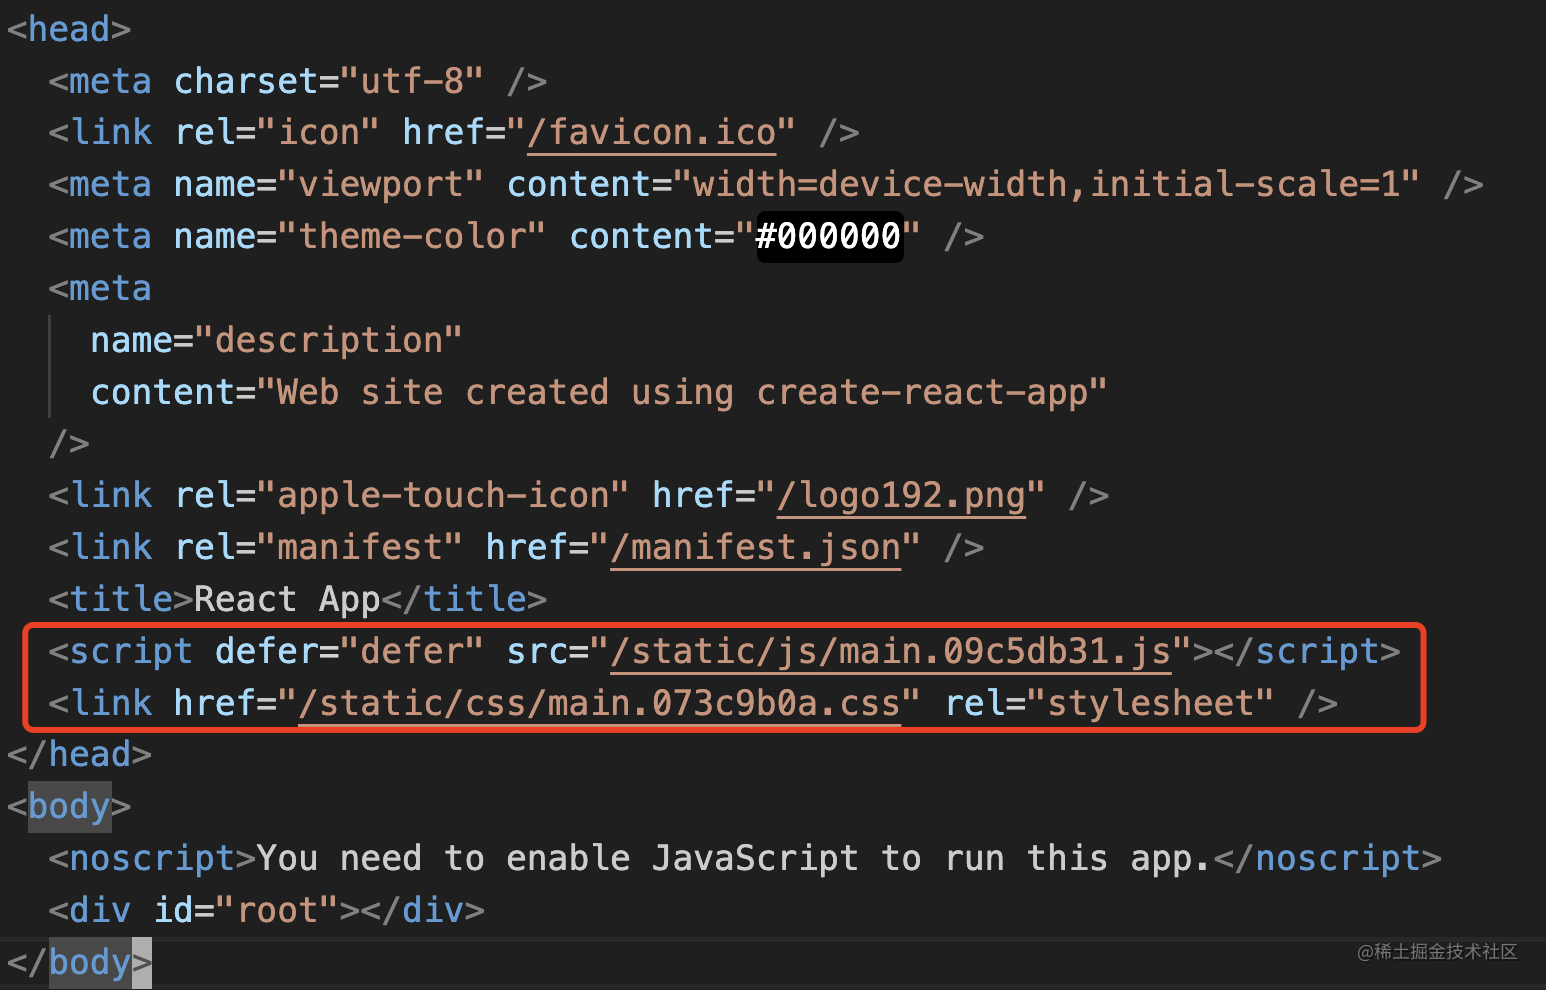 <head>
  <meta charset="utf-8" />
  <link rel="icon" href="/favicon.ico" />
  <meta name="viewport" content="width=device-width,initial-scale=1" />
  <meta name="theme-color" content="#000000" />
  <meta
    name="description"
    content="Web site created using create-react-app"
  />
  <link rel="apple-touch-icon" href="/logo192.png" />
  <link rel="manifest" href="/manifest.json" />
  <title>React App</title>
  <script defer="defer" src="/static/js/main.09c5db31.js"></script>
  <link href="/static/css/main.073c9b0a.css" rel="stylesheet" />
</head>
<body>
  <noscript>You need to enable JavaScript to run this app.</noscript>
  <div id="root"></div>
</body>
@稀土掘金技术社区